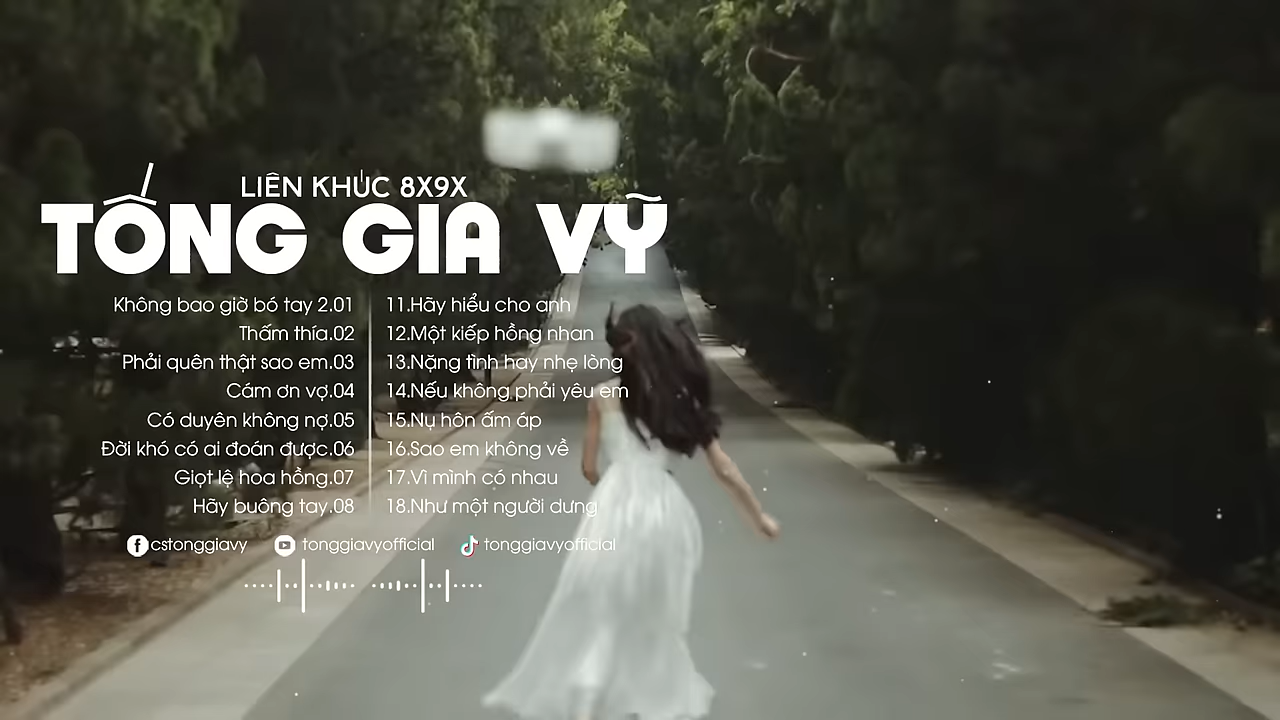 LIÊN KHÚC 8X9X
TỐNG GIA VỸ
Không bao giờ bó tay 2.01
Thấm thía.02
Phải quên thật sao em.03
Cám ơn vợ.04
Có duyên không nợ.05
Đời khó có ai đoán được.06
Giọt lệ hoa hồng.07
Hãy buông tay.08
11.Hãy hiểu cho anh
12.Một kiếp hồng nhan
13.Nặng tình hay nhẹ lòng
14.Nếu không phải yêu em
15.Nụ hôn ấm áp
16.Sao em không về
17.Vì mình có nhau
18.Như một người dưng
cstonggiavy tonggiavyofficial tonggiavyofficial